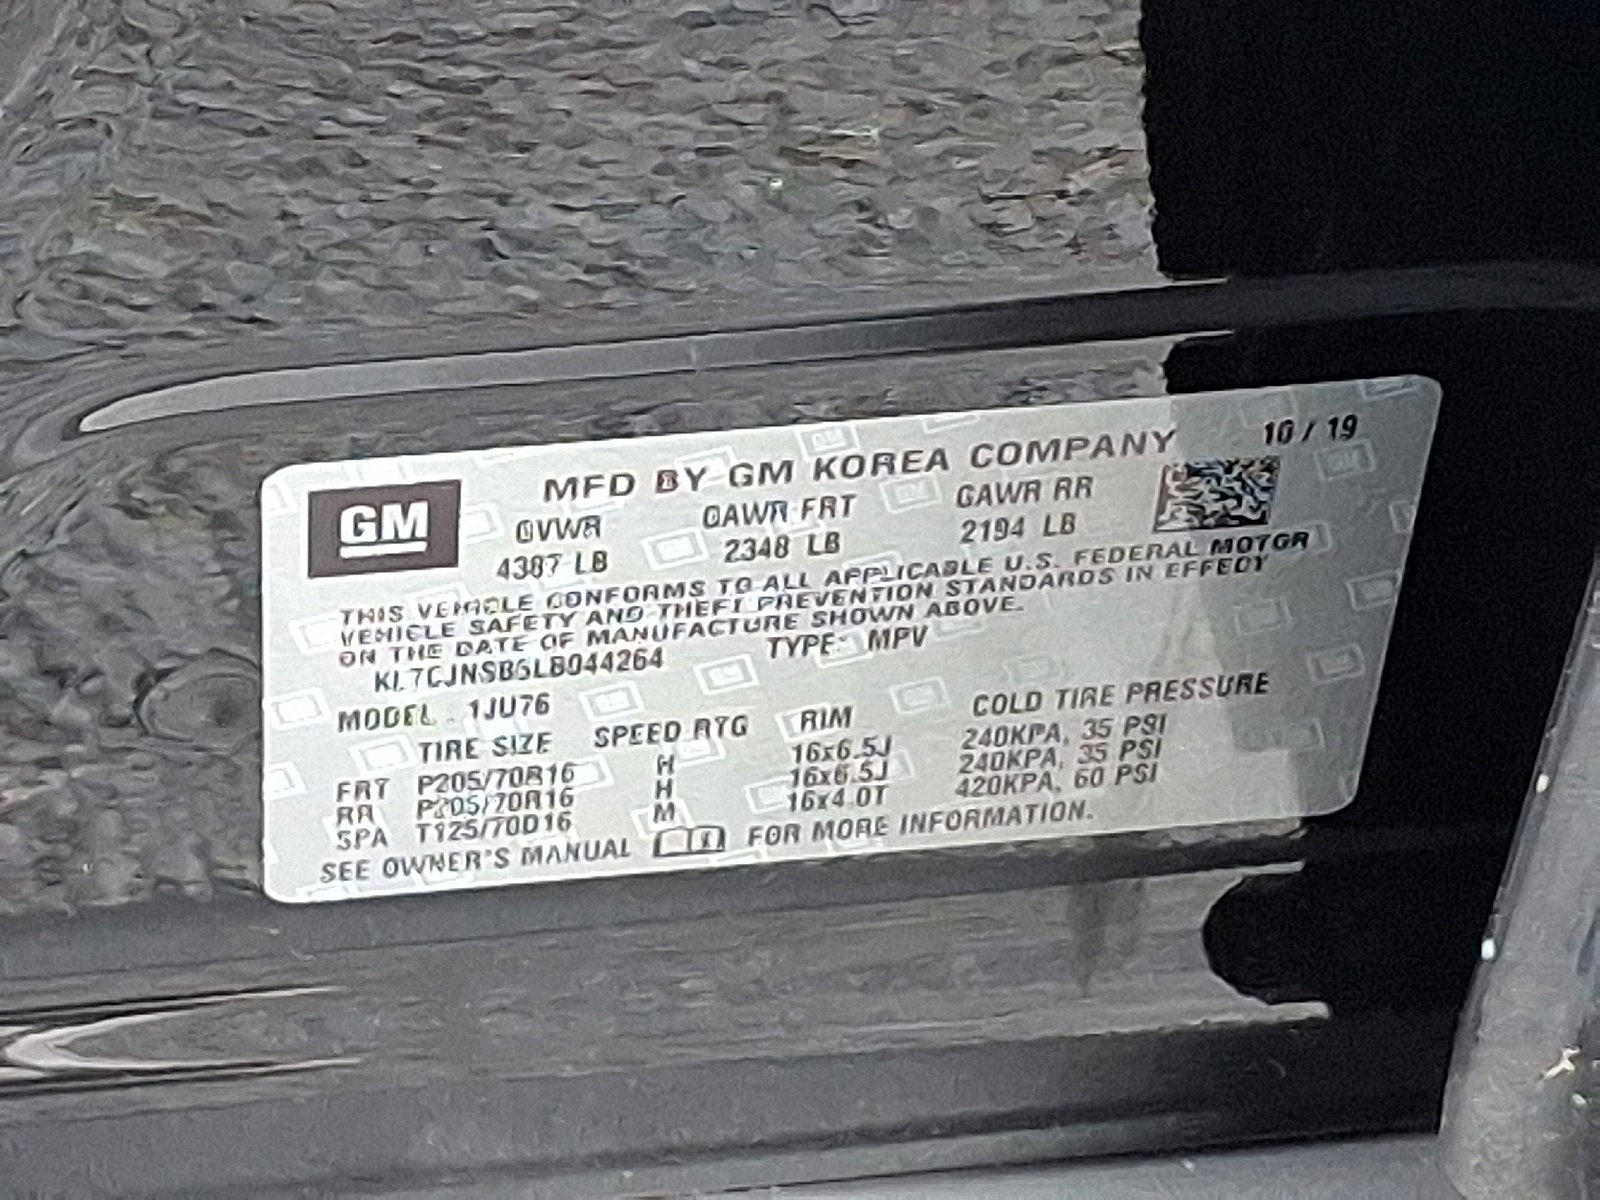 MFD BY GM KOREA COMPANY 10 / 19
GM
GVWR GAWR FRT GAWR RR
4387 LB 2348 LB 2194 LB
THIS VEHICLE CONFORMS TO ALL APPLICABLE U.S. FEDERAL MOTOR
VEHICLE SAFETY AND THEFT PREVENTION STANDARDS IN EFFECT
ON THE DATE OF MANUFACTURE SHOWN ABOVE.
KL7CJNSB6LB044264 TYPE: MPV
MODEL 1JU76
TIRE SIZE SPEED RTG RIM COLD TIRE PRESSURE
FRT P205/70R16 H 16x6.5J 240KPA, 35 PSI
RR P205/70R16 H 16x6.5J 240KPA, 35 PSI
SPA T125/70D16 M 16x4.0T 420KPA, 60 PSI
SEE OWNER'S MANUAL FOR MORE INFORMATION.